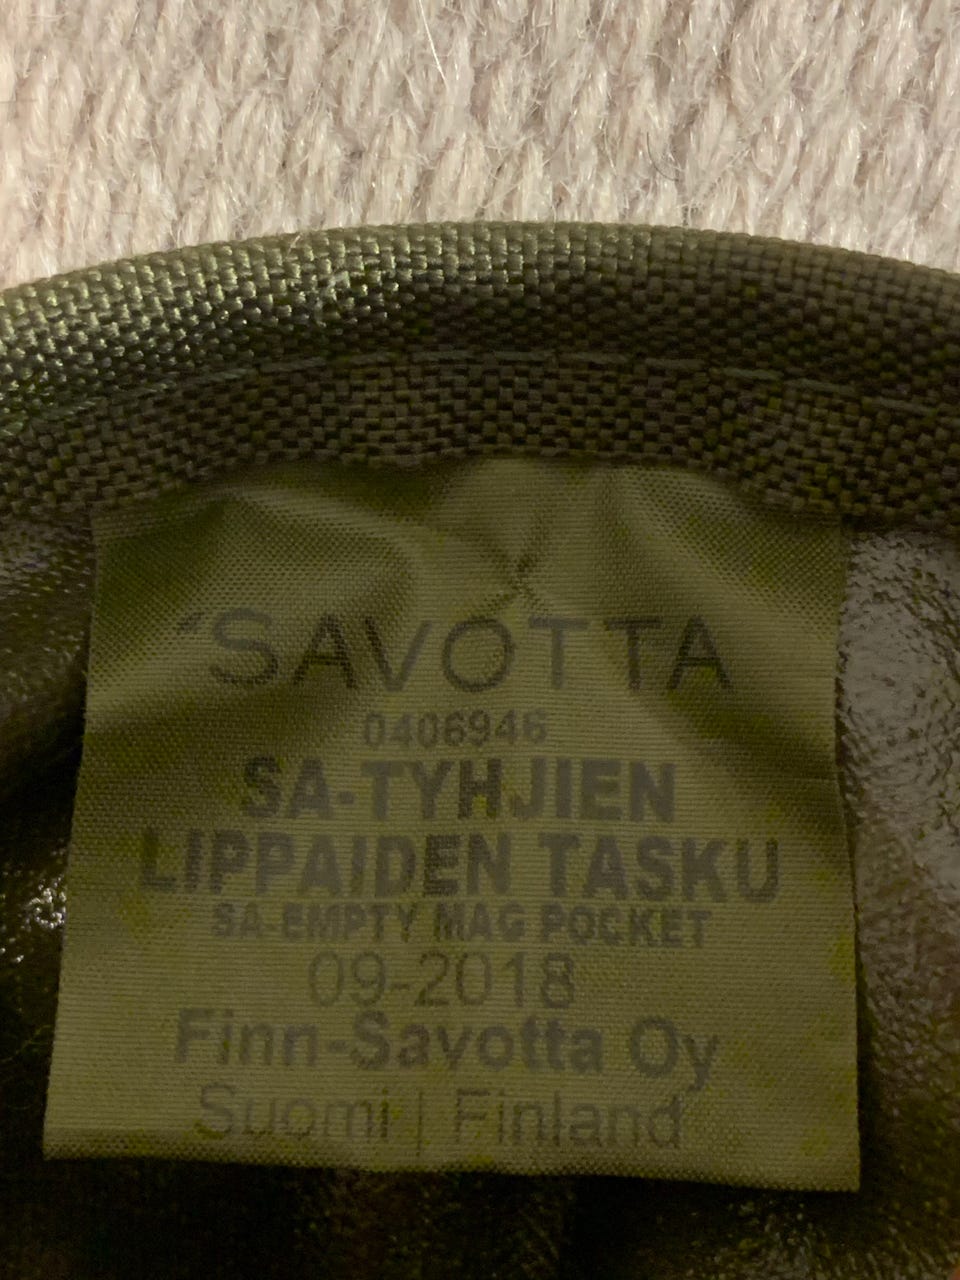 SAVOTTA
0406946
SA-TYHJIEN
LIPPAIDEN TASKU
SA-EMPTY MAG POCKET
09-2018
Finn-Savotta Oy
Suomi | Finland